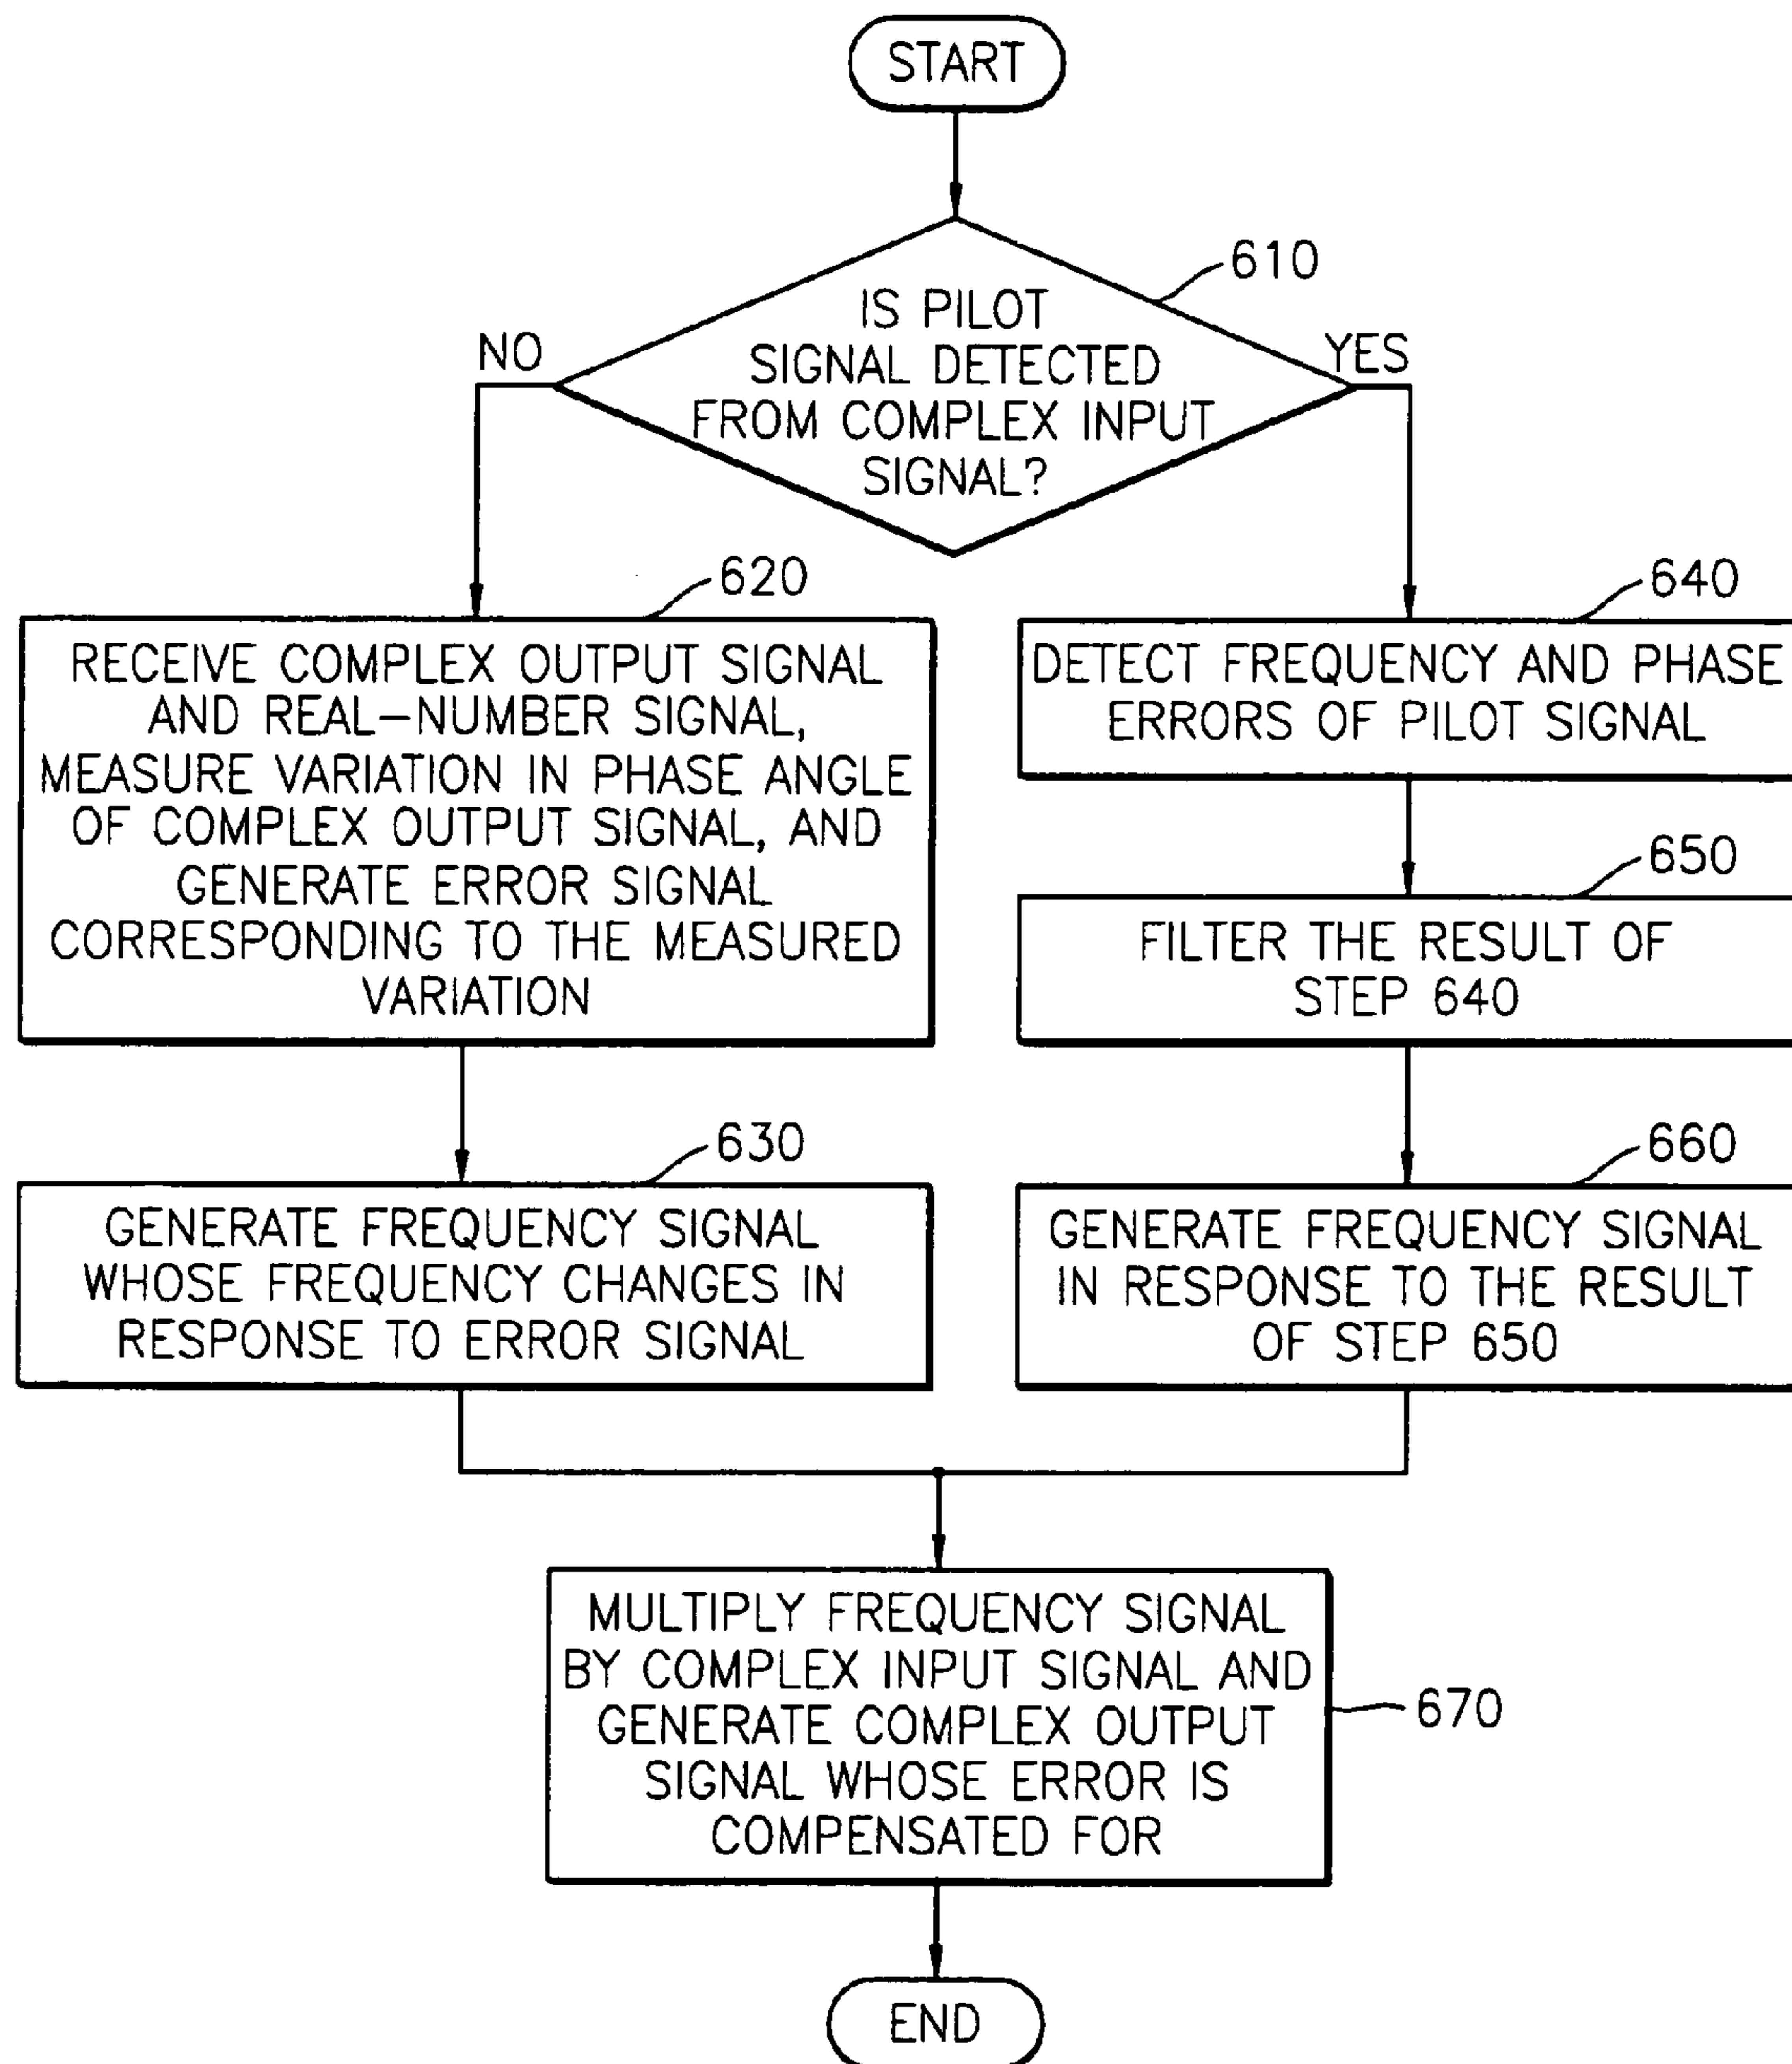 START
610
IS PILOT
SIGNAL DETECTED
FROM COMPLEX INPUT
SIGNAL?
NO
YES
620
RECEIVE COMPLEX OUTPUT SIGNAL
AND REAL-NUMBER SIGNAL,
MEASURE VARIATION IN PHASE ANGLE
OF COMPLEX OUTPUT SIGNAL, AND
GENERATE ERROR SIGNAL
CORRESPONDING TO THE MEASURED
VARIATION
640
DETECT FREQUENCY AND PHASE
ERRORS OF PILOT SIGNAL
650
FILTER THE RESULT OF
STEP 640
630
GENERATE FREQUENCY SIGNAL
WHOSE FREQUENCY CHANGES IN
RESPONSE TO ERROR SIGNAL
660
GENERATE FREQUENCY SIGNAL
IN RESPONSE TO THE RESULT
OF STEP 650
MULTIPLY FREQUENCY SIGNAL
BY COMPLEX INPUT SIGNAL AND
GENERATE COMPLEX OUTPUT
SIGNAL WHOSE ERROR IS
COMPENSATED FOR
670
END